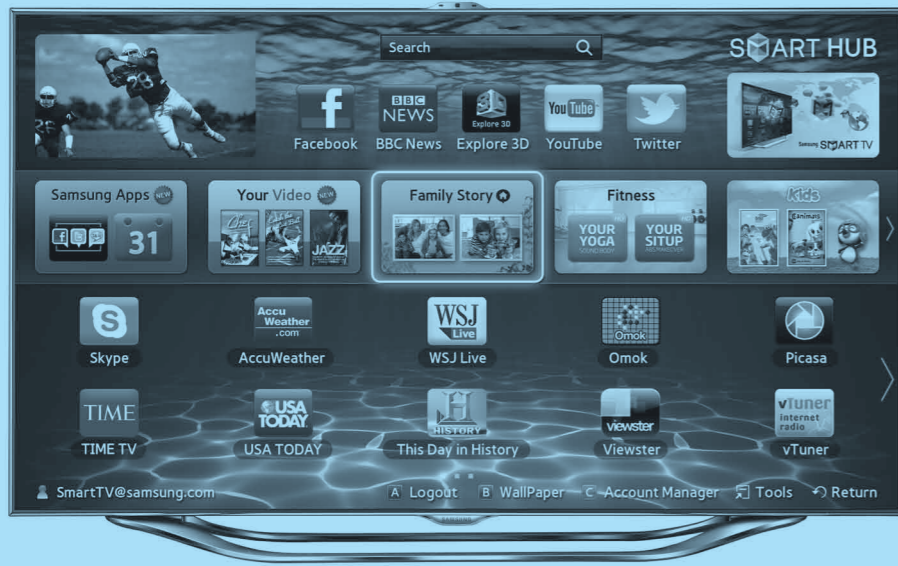 Search
SMART HUB
28
26
BBC
NEWS
Explore 3D
You Tube
Facebook
BBC News
Explore 3D
YouTube
Twitter
Samsung SMART TV
Samsung Apps NEW
Your Video NEW
Family Story
Fitness
Kids
31
JAZZ
YOUR
YOGA
YOUR
SITUP
Accu
Weather
.com
WSJ
Live
Omok
Skype
AccuWeather
WSJ Live
Omok
Picasa
TIME
USA
TODAY
H
HISTORY
viewster
vTuner
internet
radio
TIME TV
USA TODAY
This Day in History
Viewster
vTuner
SmartTV@samsung.com
A Logout
B WallPaper
C Account Manager
Tools
Return
SAMSUNG